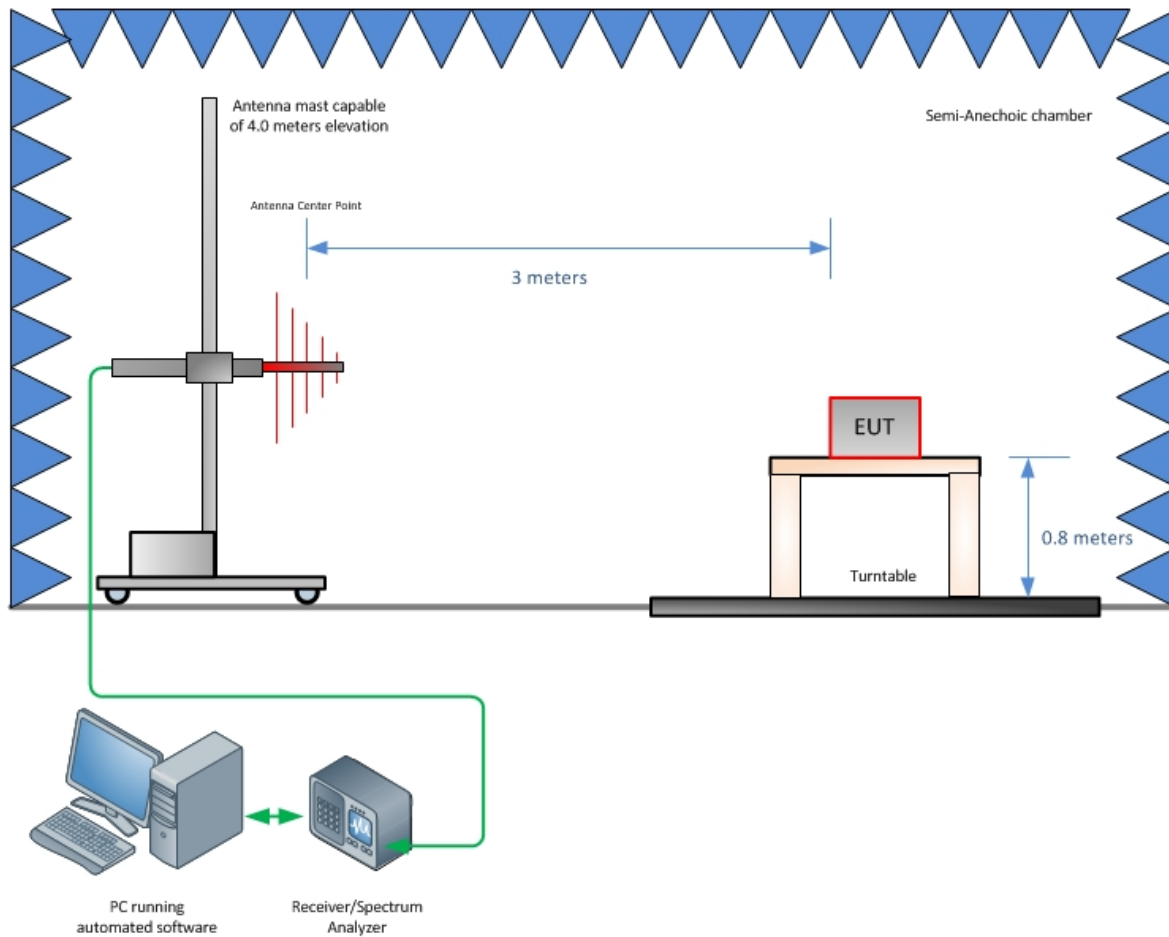 Antenna mast capable
of 4.0 meters elevation
Semi-Anechoic chamber
Antenna Center Point
3 meters
EUT
0.8 meters
Turntable
PC running
automated software
Receiver/Spectrum
Analyzer